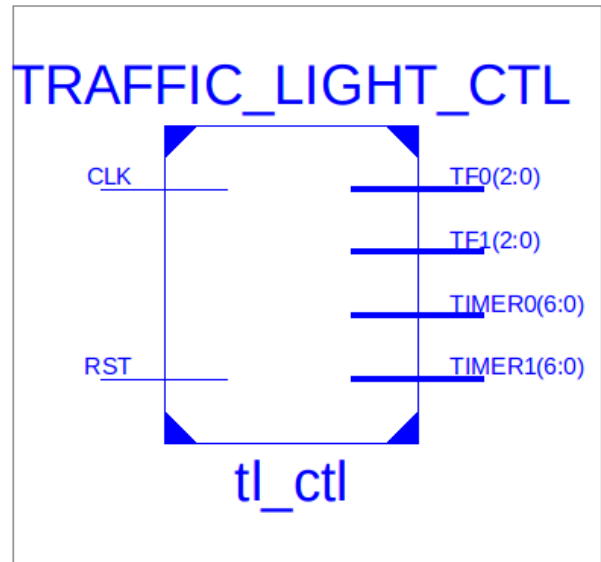 TRAFFIC_LIGHT_CTL
CLK
TF0(2:0)
TF1(2:0)
TIMER0(6:0)
RST
TIMER1(6:0)
tl_ctl